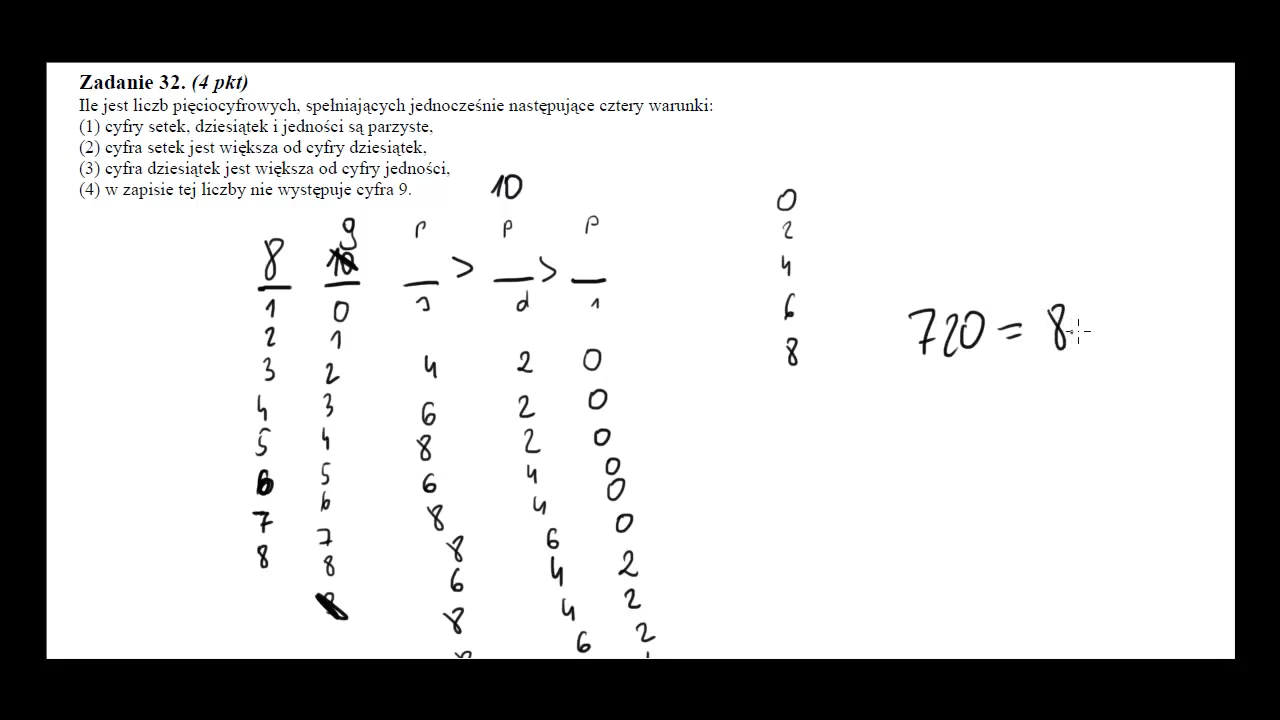 Zadanie 32. (4 pkt)
Ile jest liczb pięciocyfrowych, spełniających jednocześnie następujące cztery warunki:
(1) cyfry setek, dziesiątek i jedności są parzyste,
(2) cyfra setek jest większa od cyfry dziesiątek,
(3) cyfra dziesiątek jest większa od cyfry jedności,
(4) w zapisie tej liczby nie występuje cyfra 9.
10
0
9 p p
2
8 > >
4
1 0 d
2 1
6
720 = 8
3 2 4 2 0
8
4 3 6 2 0
5 4 8 2 0
6 5 6 4 0
6 8 4 0
7 7 8 6 0
8 8 6 4 2
8 4 2
6 2